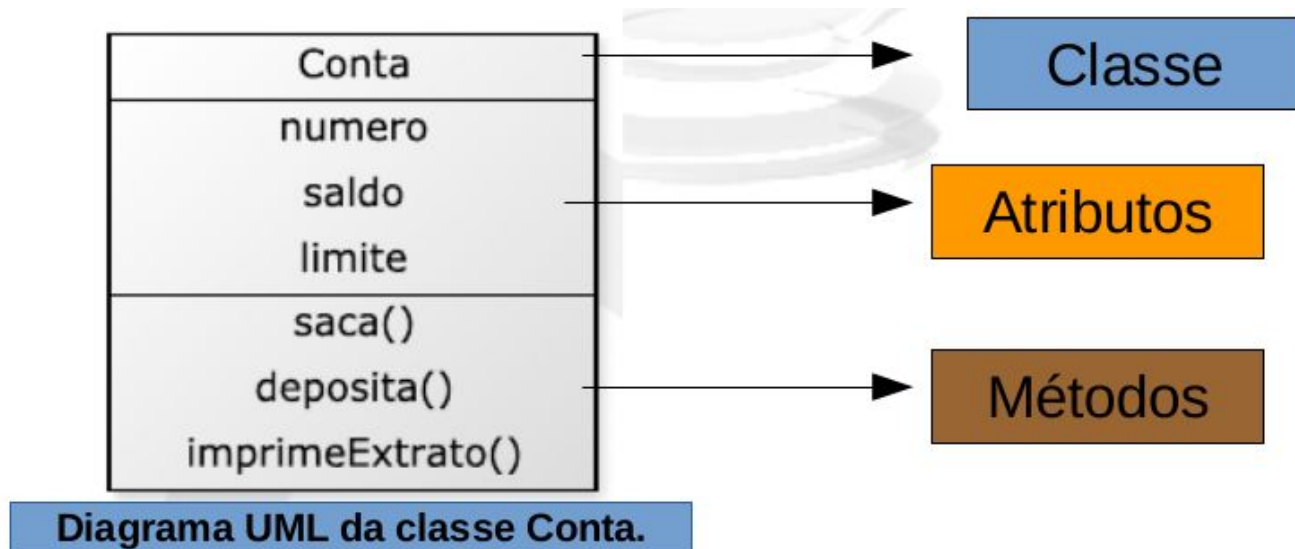 Conta
Classe
numero
saldo
limite
Atributos
saca()
deposita()
imprimeExtrato()
Métodos
Diagrama UML da classe Conta.